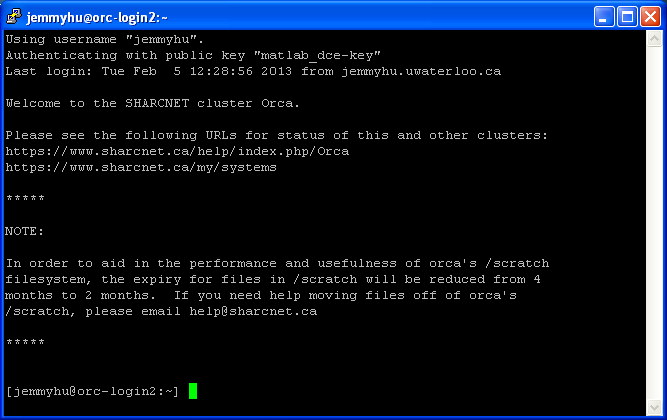 jemmyhu@orc-login2:~
Using username "jemmyhu".
Authenticating with public key "matlab_dce-key"
Last login: Tue Feb  5 12:28:56 2013 from jemmyhu.uwaterloo.ca
Welcome to the SHARCNET cluster Orca.
Please see the following URLs for status of this and other clusters:
https://www.sharcnet.ca/help/index.php/Orca
https://www.sharcnet.ca/my/systems
*****
NOTE:
In order to aid in the performance and usefulness of orca's /scratch
filesystem, the expiry for files in /scratch will be reduced from 4
months to 2 months.  If you need help moving files off of orca's
/scratch, please email help@sharcnet.ca
*****
[jemmyhu@orc-login2:~]